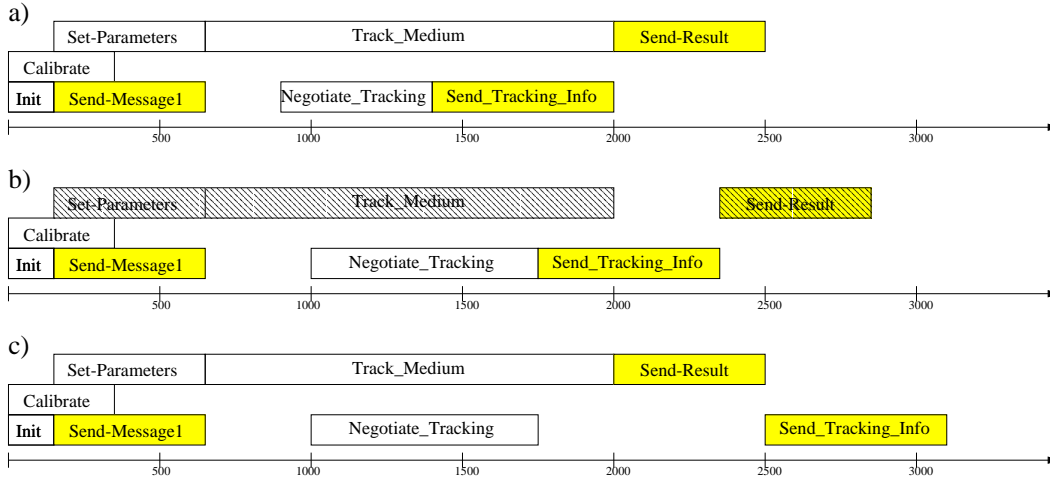 a)
Set-Parameters Track_Medium Send-Result
Calibrate
Init Send-Message1 Negotiate_Tracking Send_Tracking_Info
500 1000 1500 2000 2500 3000
b)
Set-Parameters Track_Medium Send-Result
Calibrate
Init Send-Message1 Negotiate_Tracking Send_Tracking_Info
500 1000 1500 2000 2500 3000
c)
Set-Parameters Track_Medium Send-Result
Calibrate
Init Send-Message1 Negotiate_Tracking Send_Tracking_Info
500 1000 1500 2000 2500 3000